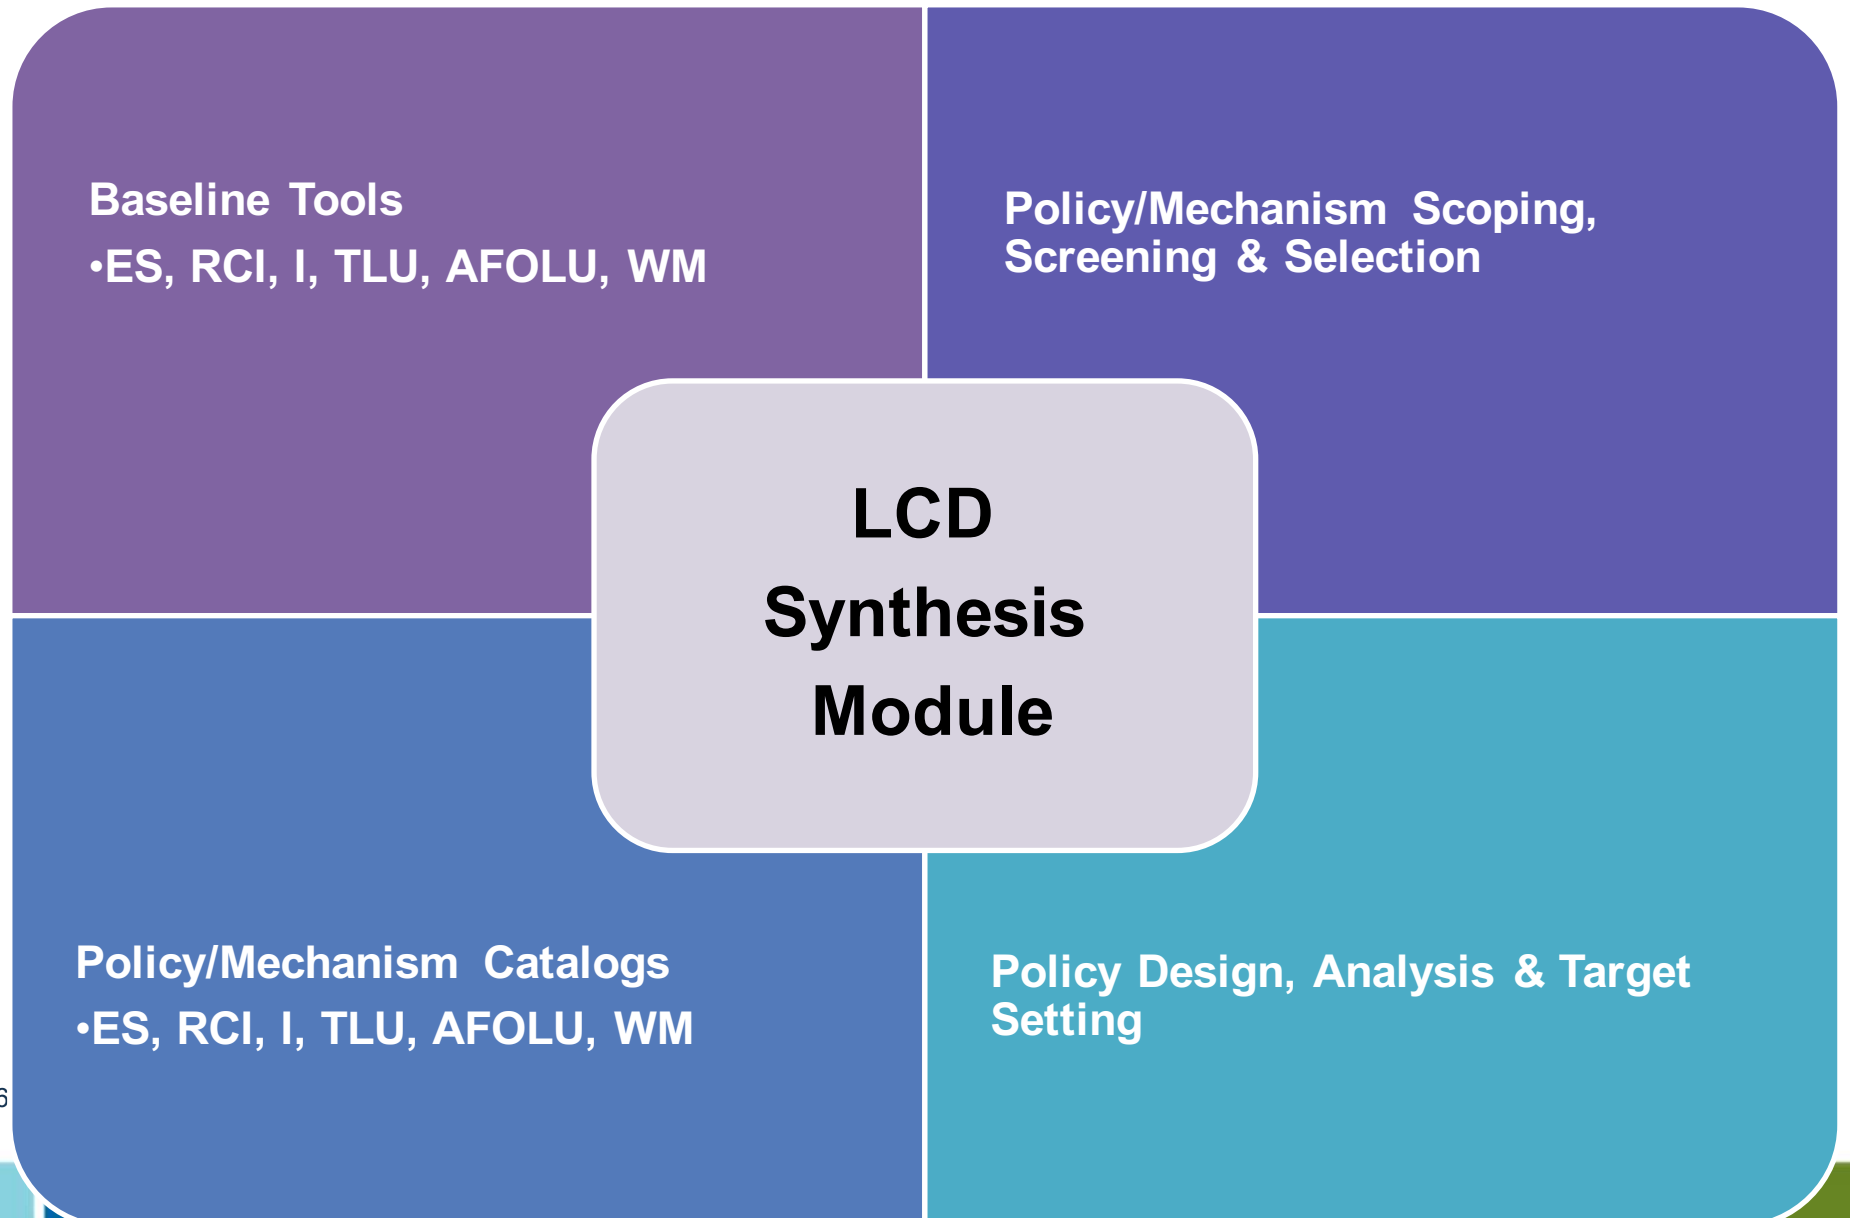 Baseline Tools
•ES, RCI, I, TLU, AFOLU, WM
Policy/Mechanism Scoping,
Screening & Selection
LCD
Synthesis
Module
Policy/Mechanism Catalogs
•ES, RCI, I, TLU, AFOLU, WM
Policy Design, Analysis & Target
Setting
6